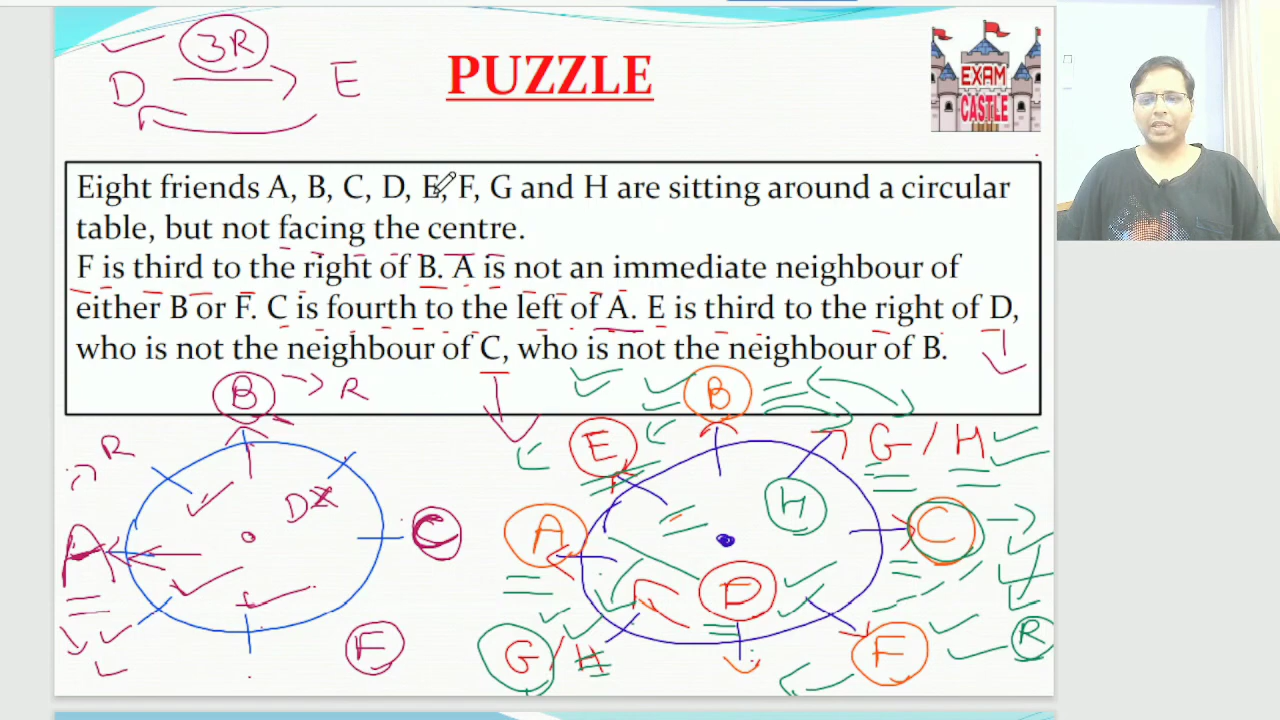 3R
D E
PUZZLE
EXAM
CASTLE
Eight friends A, B, C, D, E, F, G and H are sitting around a circular
table, but not facing the centre.
F is third to the right of B. A is not an immediate neighbour of
either B or F. C is fourth to the left of A. E is third to the right of D,
who is not the neighbour of C, who is not the neighbour of B.
B R
B
R
E
G / H
D
H
A
C
A
C
D
F
G / H
F
R